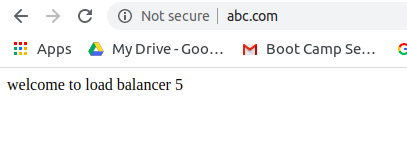 Not secure | abc.com
Apps My Drive - Goo... Boot Camp Se...
welcome to load balancer 5